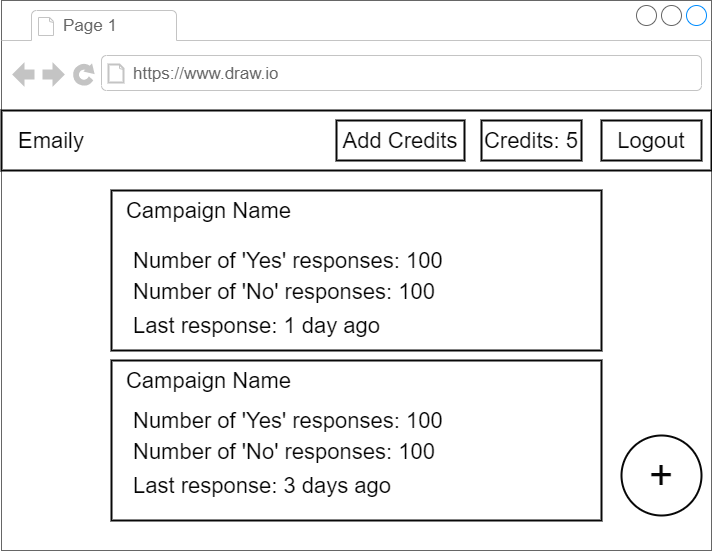 Page 1
https://www.draw.io
Emaily
Add Credits
Credits: 5
Logout
Campaign Name
Number of 'Yes' responses: 100
Number of 'No' responses: 100
Last response: 1 day ago
Campaign Name
Number of 'Yes' responses: 100
Number of 'No' responses: 100
Last response: 3 days ago
+